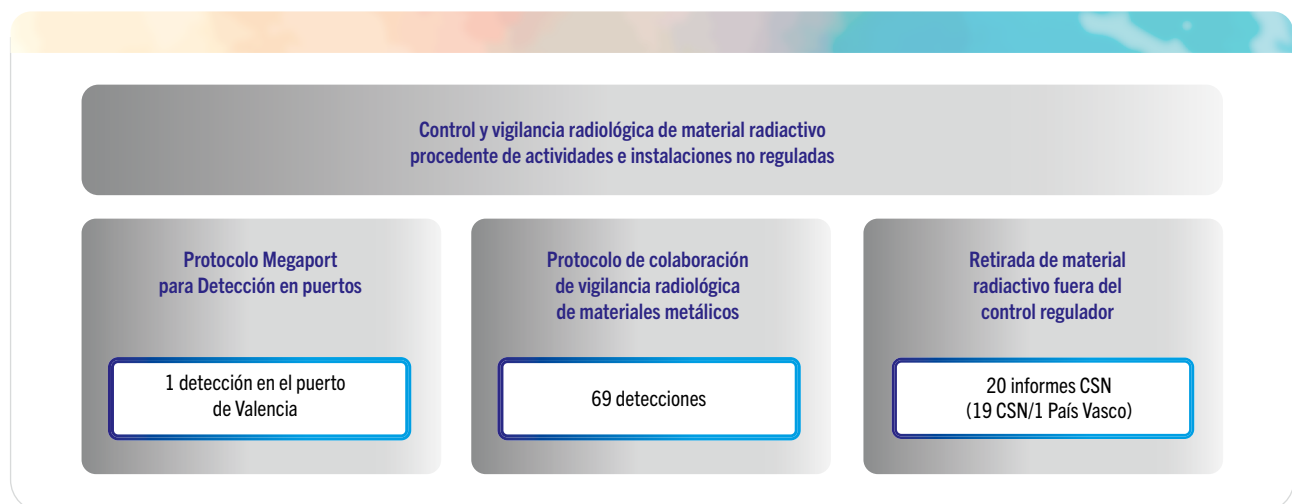 Control y vigilancia radiológica de material radiactivo
procedente de actividades e instalaciones no reguladas
Protocolo Megaport
para Detección en puertos
1 detección en el puerto
de Valencia
Protocolo de colaboración
de vigilancia radiológica
de materiales metálicos
69 detecciones
Retirada de material
radiactivo fuera del
control regulador
20 informes CSN
(19 CSN/1 País Vasco)